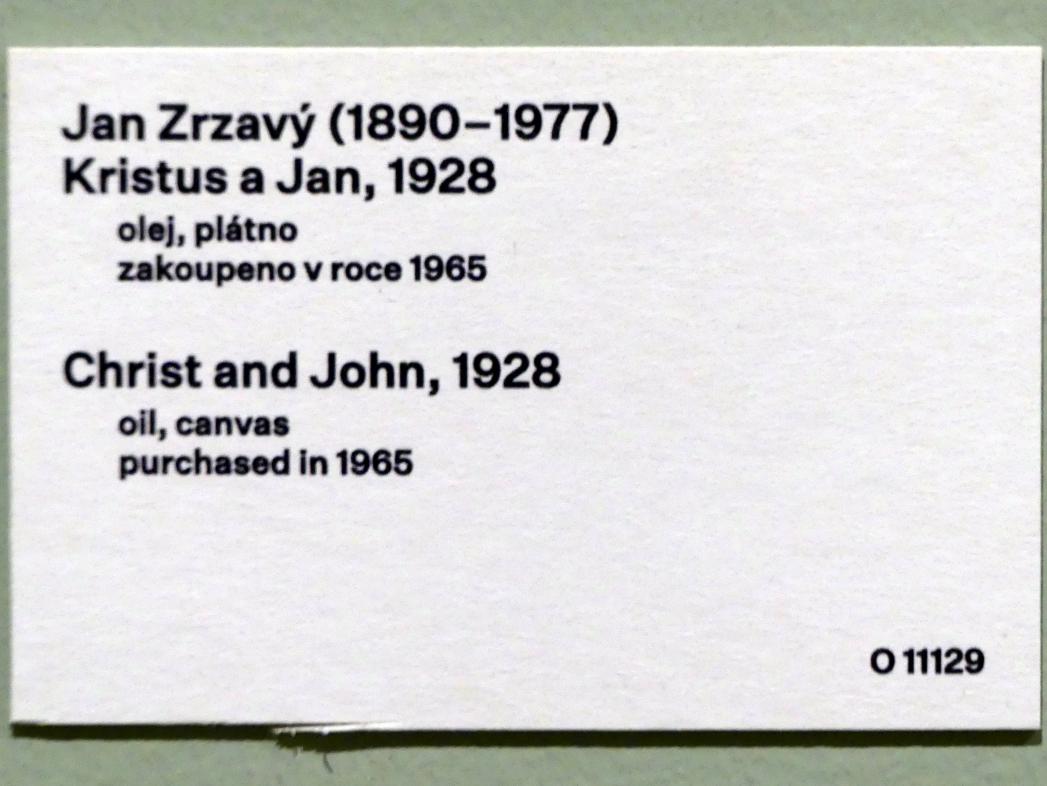 Jan Zrzavý (1890–1977)
Kristus a Jan, 1928
olej, plátno
zakoupeno v roce 1965
Christ and John, 1928
oil, canvas
purchased in 1965
O 11129